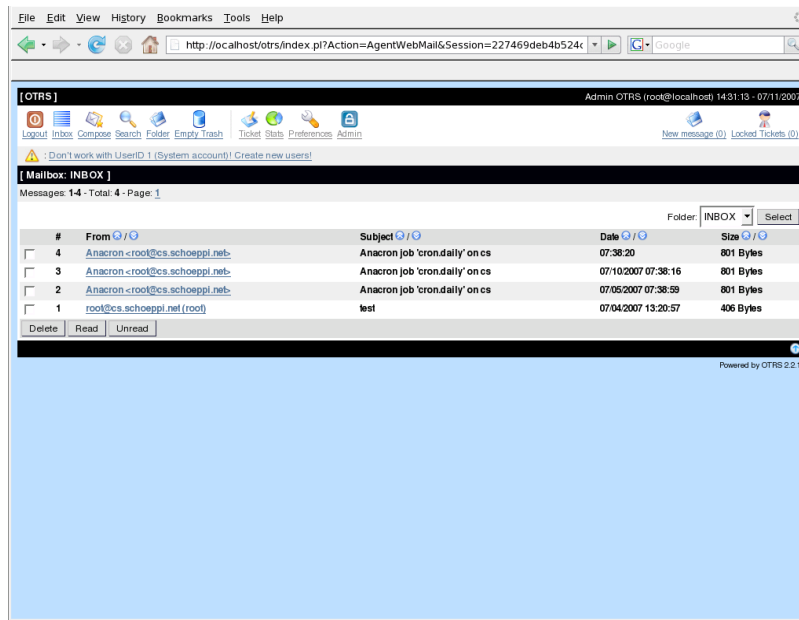 File Edit View History Bookmarks Tools Help
http://ocalhost/otrs/index.pl?Action=AgentWebMail&Session=227469deb4b524c G Google
[ OTRS ] Admin OTRS (root@localhost) 14:31:13 - 07/11/2007
Logout Inbox Compose Search Folder Empty Trash Ticket Stats Preferences Admin New message (0) Locked Tickets (0)
: Don't work with UserID 1 (System account)! Create new users!
[ Mailbox: INBOX ]
Messages: 1-4 - Total: 4 - Page: 1
Folder: INBOX Select
# From / Subject / Date / Size /
4 Anacron <root@cs.schoeppi.net> Anacron job 'cron.daily' on cs 07:38:20 801 Bytes
3 Anacron <root@cs.schoeppi.net> Anacron job 'cron.daily' on cs 07/10/2007 07:38:16 801 Bytes
2 Anacron <root@cs.schoeppi.net> Anacron job 'cron.daily' on cs 07/05/2007 07:38:59 801 Bytes
1 root@cs.schoeppi.net (root) test 07/04/2007 13:20:57 406 Bytes
Delete Read Unread
Powered by OTRS 2.2.1